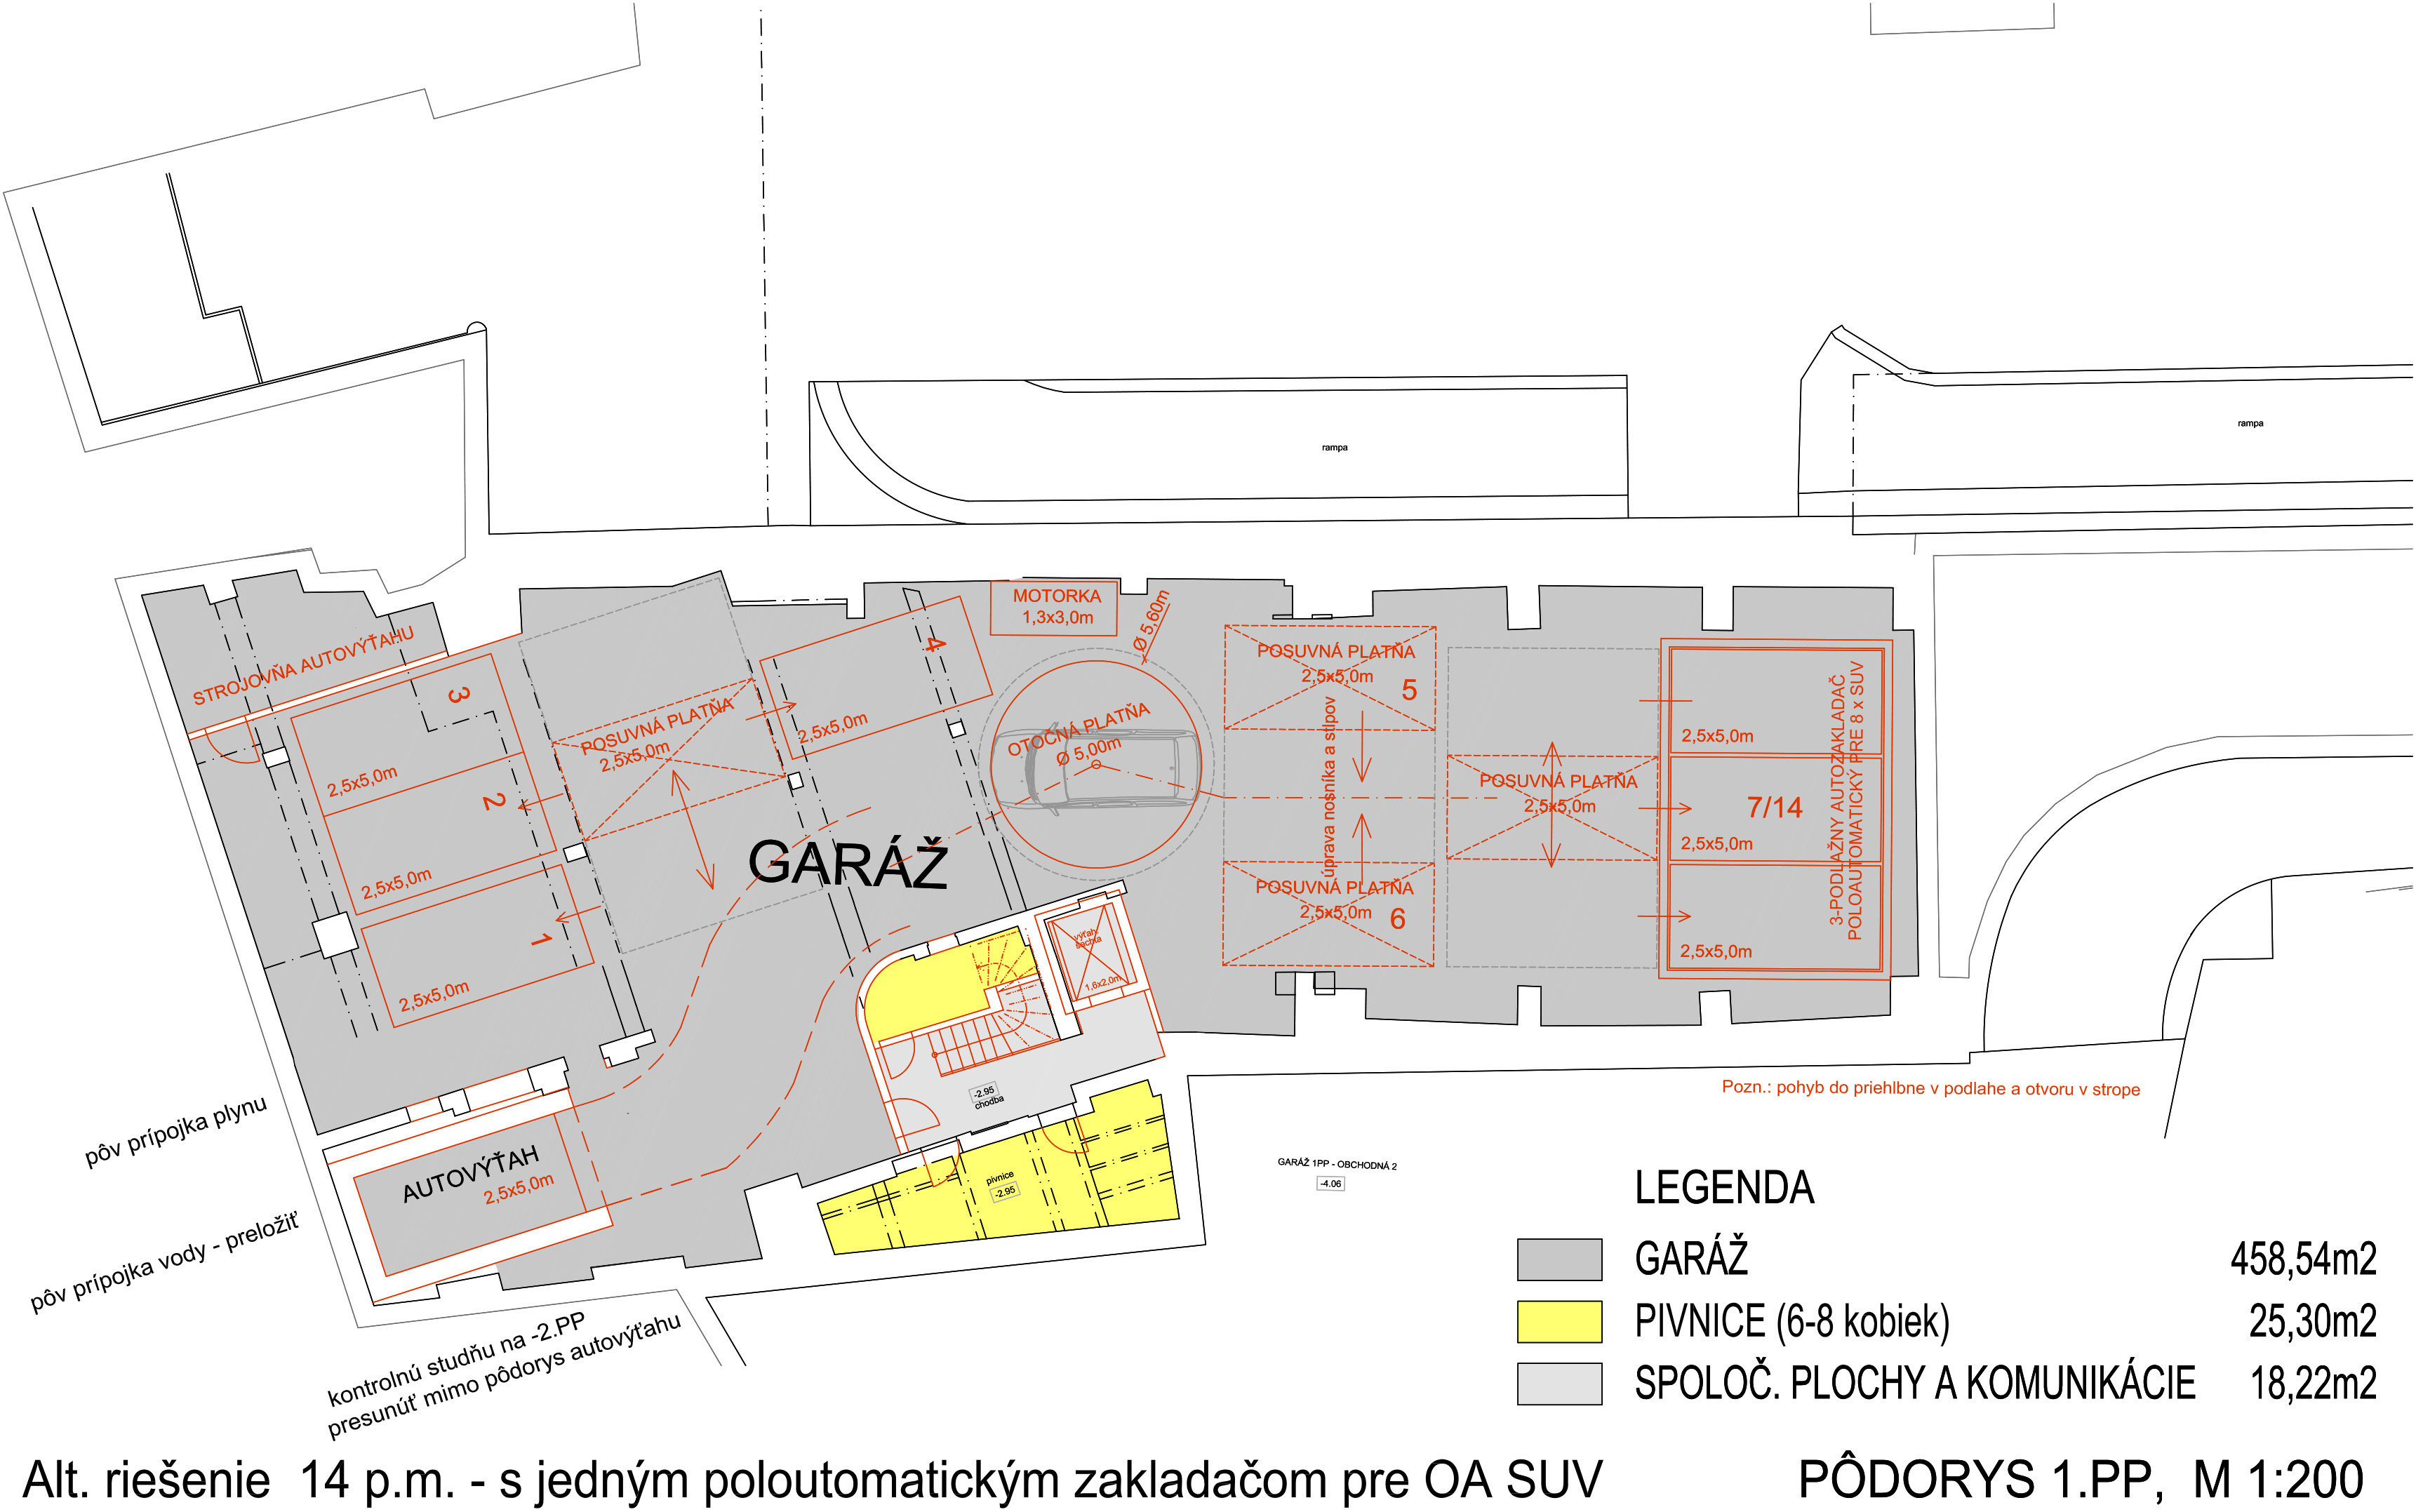 rampa
rampa
STROJOVŇA AUTOVÝŤAHU
3
2,5x5,0m
2
2,5x5,0m
1
2,5x5,0m
POSUVNÁ PLATŇA
2,5x5,0m
4
2,5x5,0m
MOTORKA
1,3x3,0m
Ø 5,60m
OTOČNÁ PLATŇA
Ø 5,00m
GARÁŽ
POSUVNÁ PLATŇA
2,5x5,0m
5
úprava nosníka a stĺpov
POSUVNÁ PLATŇA
2,5x5,0m
6
POSUVNÁ PLATŇA
2,5x5,0m
2,5x5,0m
7/14
2,5x5,0m
2,5x5,0m
3-PODLAŽNÝ AUTOZAKLADAČ
POLOAUTOMATICKÝ PRE 8 x SUV
výťah.
šachta
1,6x2,0m
-2.95
chodba
pivnice
-2.95
AUTOVÝŤAH
2,5x5,0m
pôv prípojka plynu
pôv prípojka vody - preložiť
kontrolnú studňu na -2.PP
presunúť mimo pôdorys autovýťahu
Pozn.: pohyb do priehlbne v podlahe a otvoru v strope
GARÁŽ 1PP - OBCHODNÁ 2
-4.06
LEGENDA
GARÁŽ 458,54m2
PIVNICE (6-8 kobiek) 25,30m2
SPOLOČ. PLOCHY A KOMUNIKÁCIE 18,22m2
Alt. riešenie 14 p.m. - s jedným poloutomatickým zakladačom pre OA SUV
PÔDORYS 1.PP, M 1:200